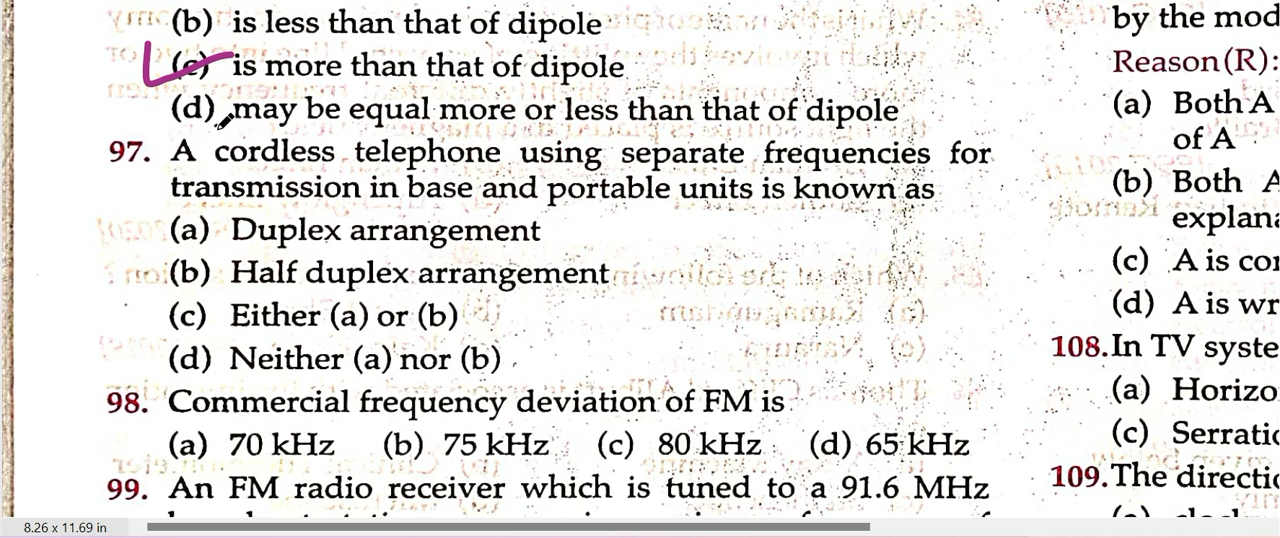 (b) is less than that of dipole
(c) is more than that of dipole
(d) may be equal more or less than that of dipole
97. A cordless telephone using separate frequencies for
transmission in base and portable units is known as
(a) Duplex arrangement
(b) Half duplex arrangement
(c) Either (a) or (b)
(d) Neither (a) nor (b)
98. Commercial frequency deviation of FM is
(a) 70 kHz (b) 75 kHz (c) 80 kHz (d) 65 kHz
99. An FM radio receiver which is tuned to a 91.6 MHz
by the mod
Reason(R):
(a) Both A
of A
(b) Both A
explana
(c) A is co
(d) A is wr
108. In TV syste
(a) Horizo
(c) Serratic
109. The directi
8.26 x 11.69 in